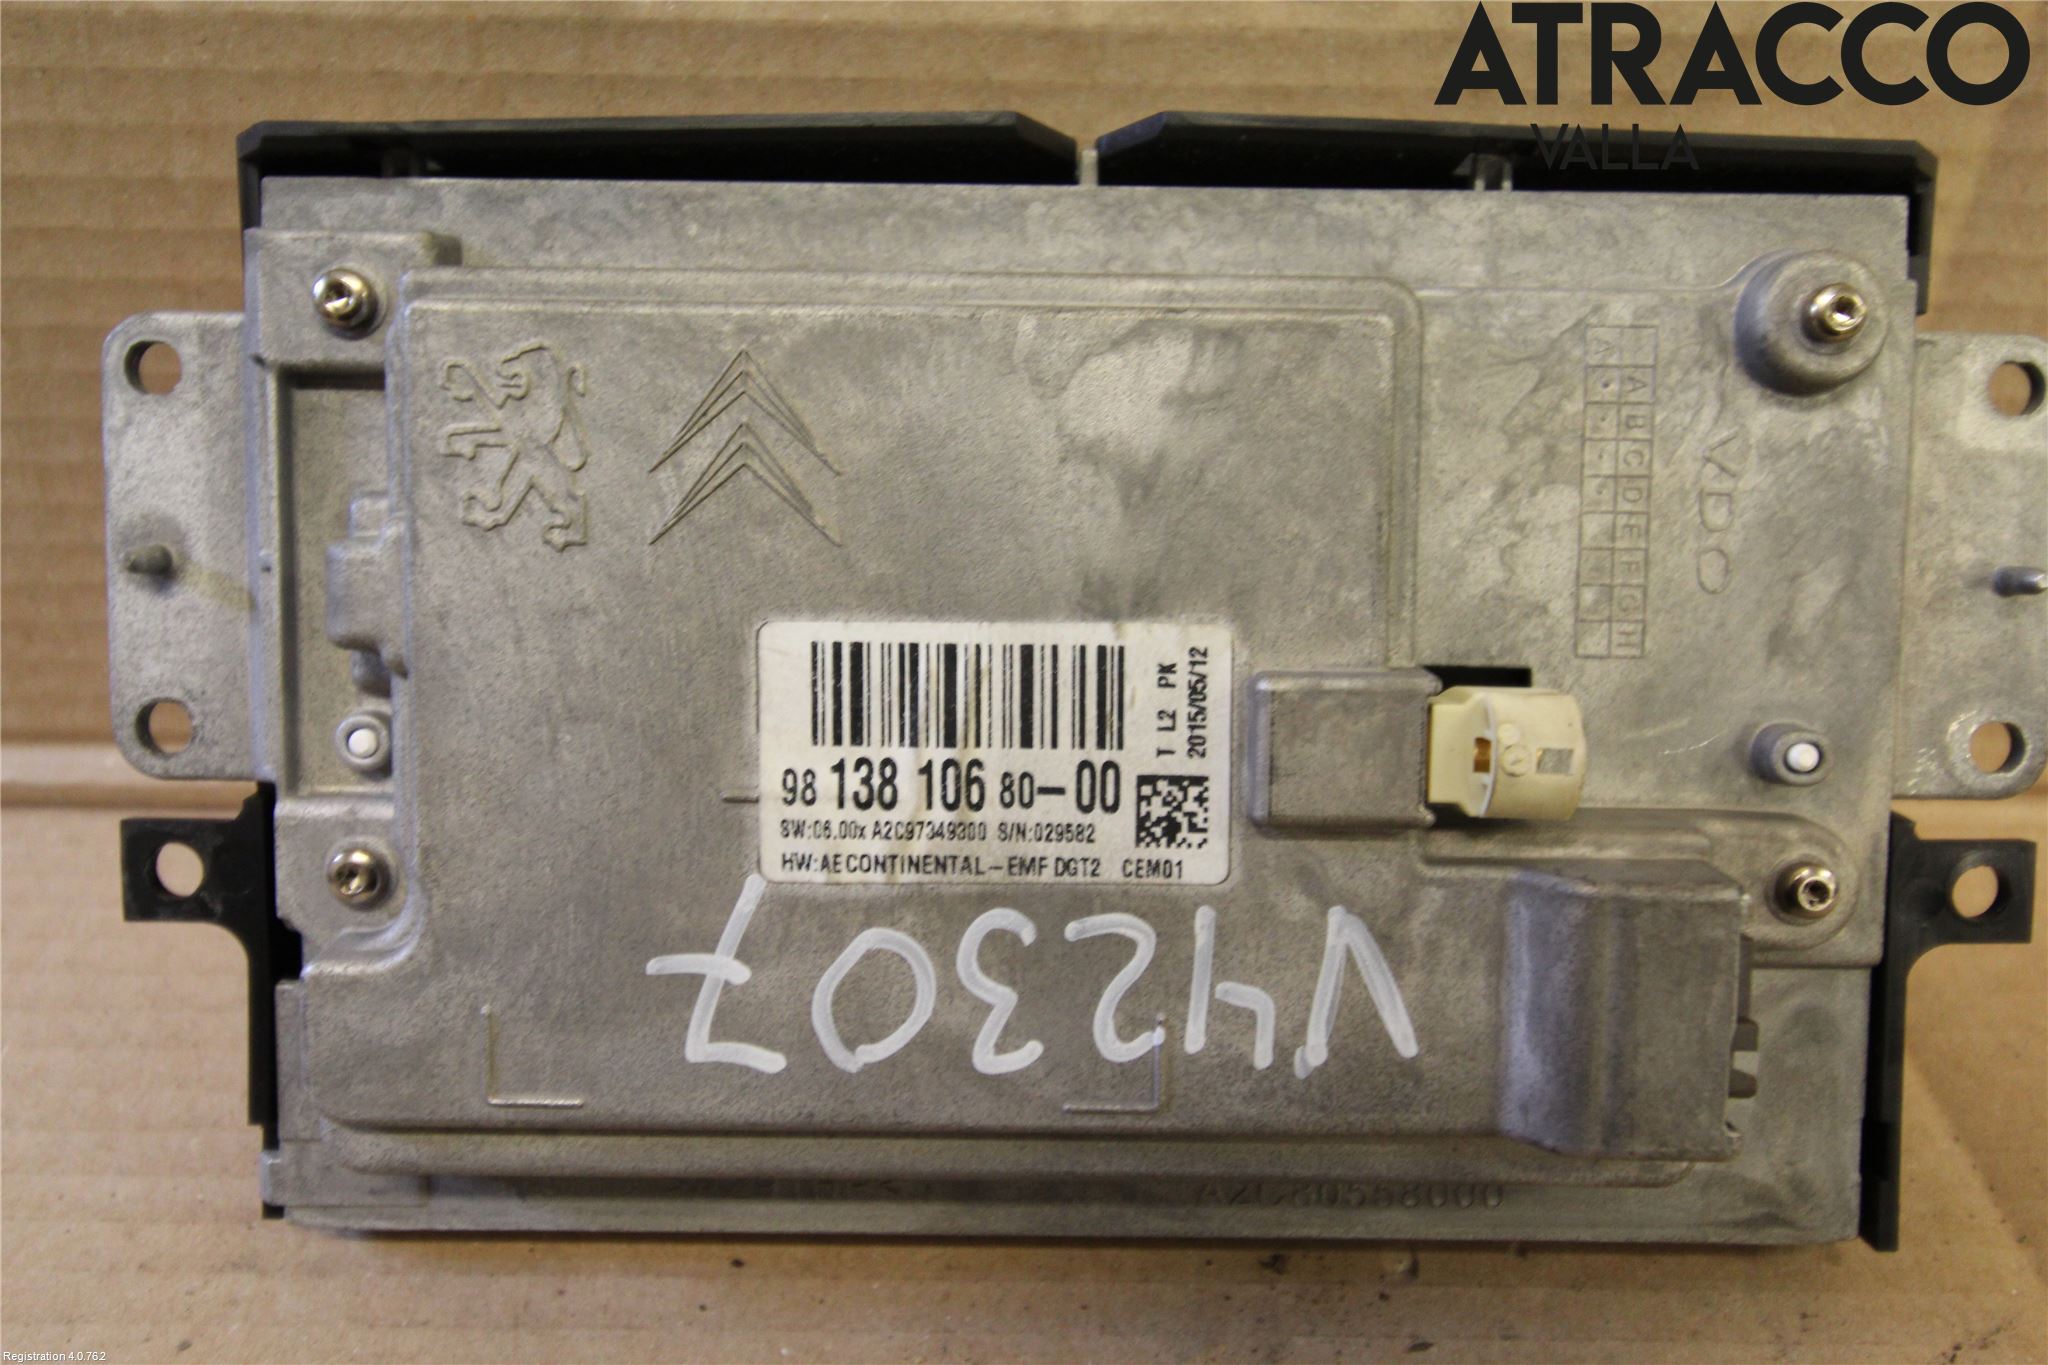 ATRACCO
VALLA
VDO
A B C D E F G H
T L2 PK
2015/05/12
98 138 106 80-00
SW:06.00x A2C97349300 S/N:029582
HW:AE CONTINENTAL-EMF DGT2 CEM01
V42307
A2C80558000
Registration 4.0.762